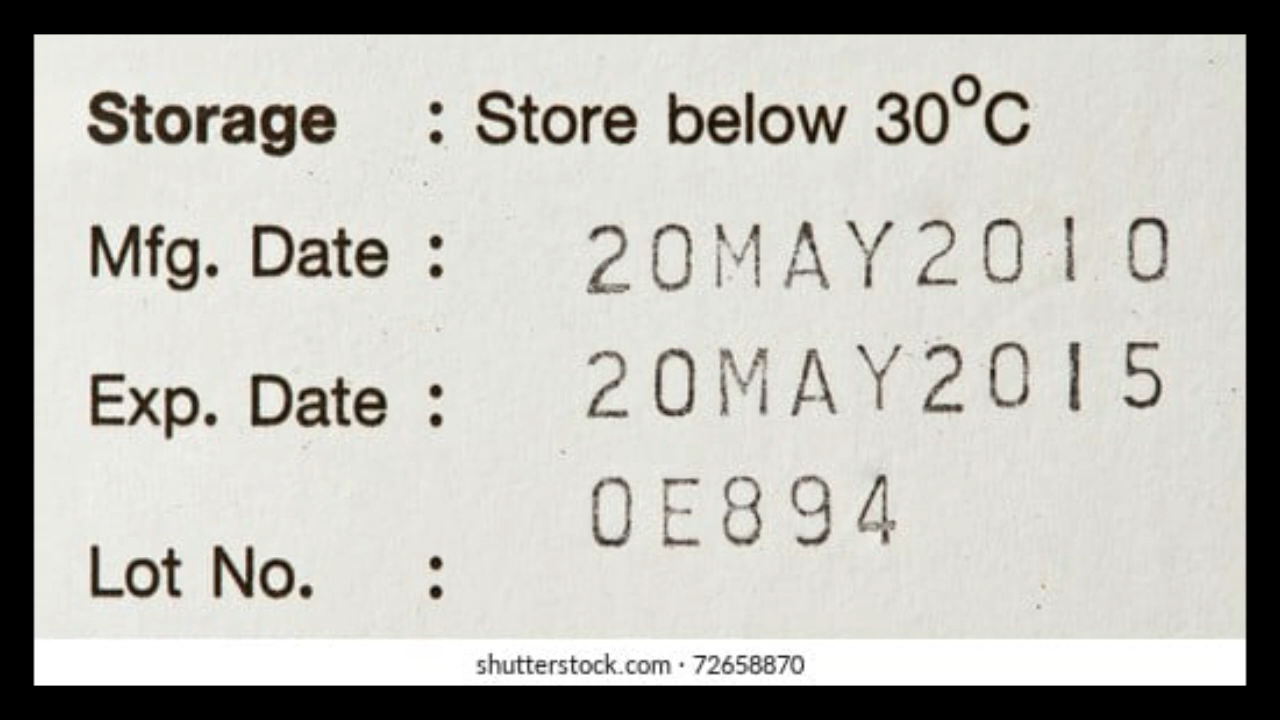 Storage : Store below 30°C
Mfg. Date : 20MAY2010
Exp. Date : 20MAY2015
0E894
Lot No. :
shutterstock.com · 72658870